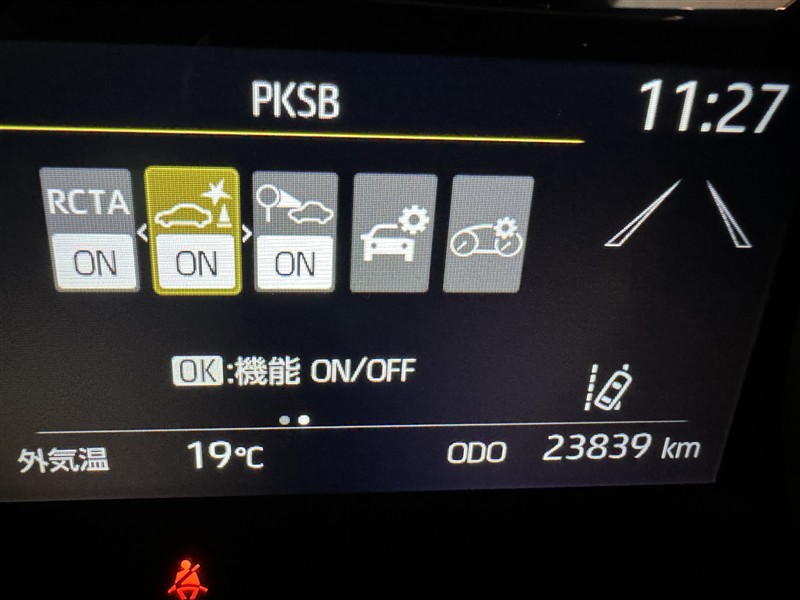 PKSB
11:27
RCTA
ON
ON
ON
OK:機能 ON/OFF
外気温 19℃ ODO 23839 km